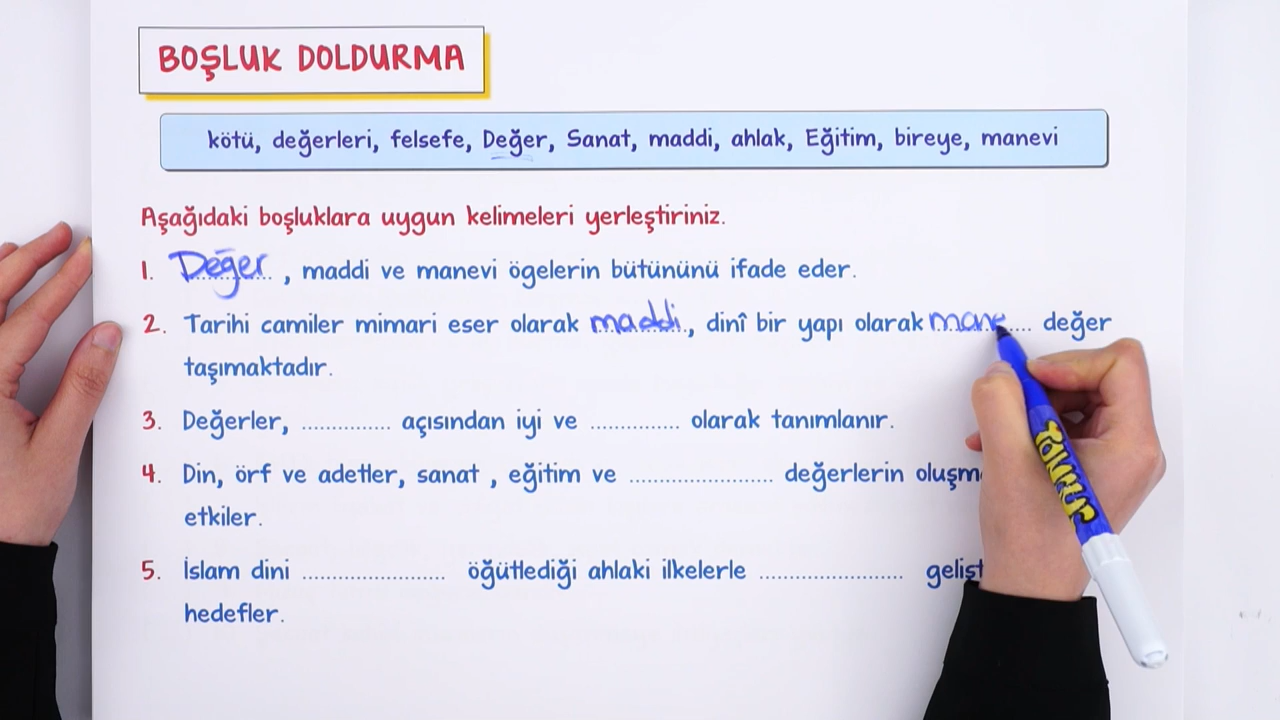 BOŞLUK DOLDURMA
kötü, değerleri, felsefe, Değer, Sanat, maddi, ahlak, Eğitim, bireye, manevi
Aşağıdaki boşluklara uygun kelimeleri yerleştiriniz.
1. Değer , maddi ve manevi ögelerin bütününü ifade eder.
2. Tarihi camiler mimari eser olarak maddi, dinî bir yapı olarak mane.... değer
taşımaktadır.
3. Değerler, ............... açısından iyi ve ............... olarak tanımlanır.
4. Din, örf ve adetler, sanat , eğitim ve ........................ değerlerin
etkiler.
5. İslam dini ........................ öğütlediği ahlaki ilkelerle ........................
hedefler.